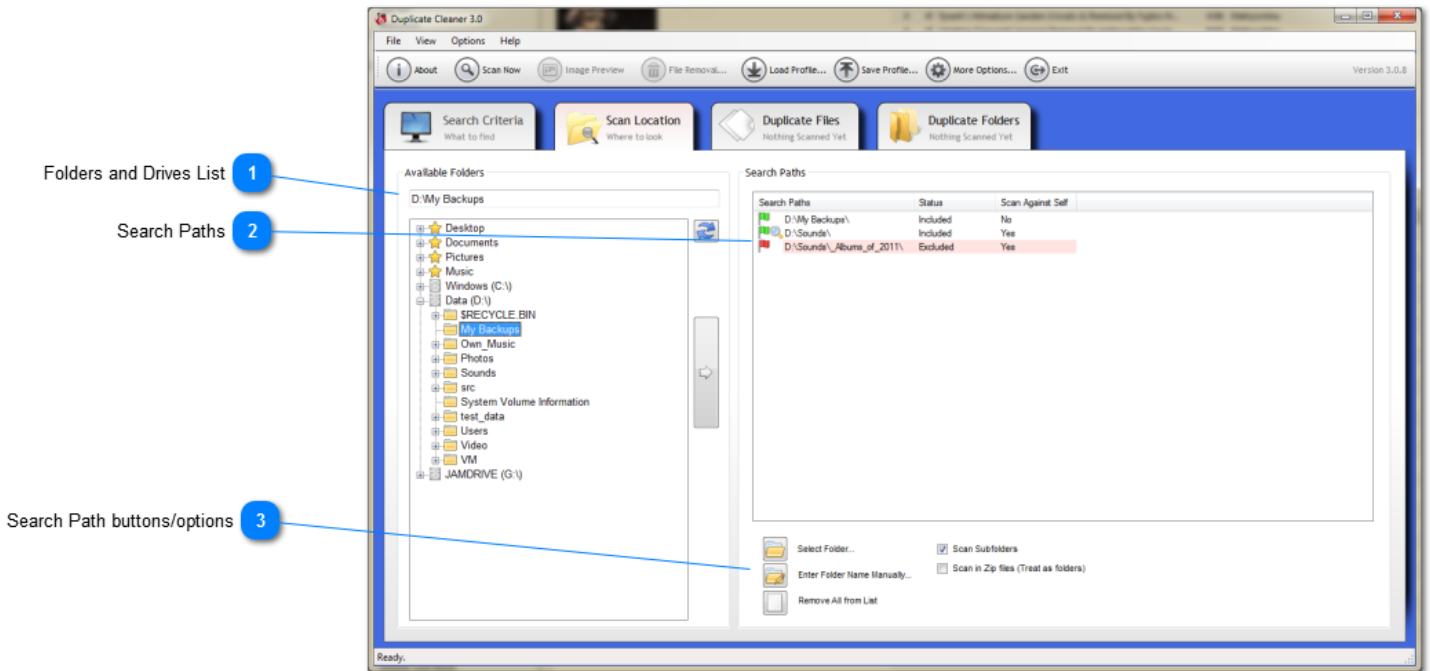 Duplicate Cleaner 3.0
File View Options Help
About Scan Now Image Preview File Removal... Load Profile... Save Profile... More Options... Exit Version 3.0.8
Search Criteria
What to find
Scan Location
Where to look
Duplicate Files
Nothing Scanned Yet
Duplicate Folders
Nothing Scanned Yet
Folders and Drives List 1
Search Paths 2
Search Path buttons/options 3
Available Folders
D:\My Backups
Desktop
Documents
Pictures
Music
Windows (C:\)
Data (D:\)
$RECYCLE.BIN
My Backups
Own_Music
Photos
Sounds
src
System Volume Information
test_data
Users
Video
VM
JAMDRIVE (G:\)
Search Paths
Search Paths Status Scan Against Self
D:\My Backups\ Included No
D:\Sounds\ Included Yes
D:\Sounds\_Albums_of_2011\ Excluded Yes
Select Folder...
Enter Folder Name Manually...
Remove All from List
Scan Subfolders
Scan in Zip files (Treat as folders)
Ready.